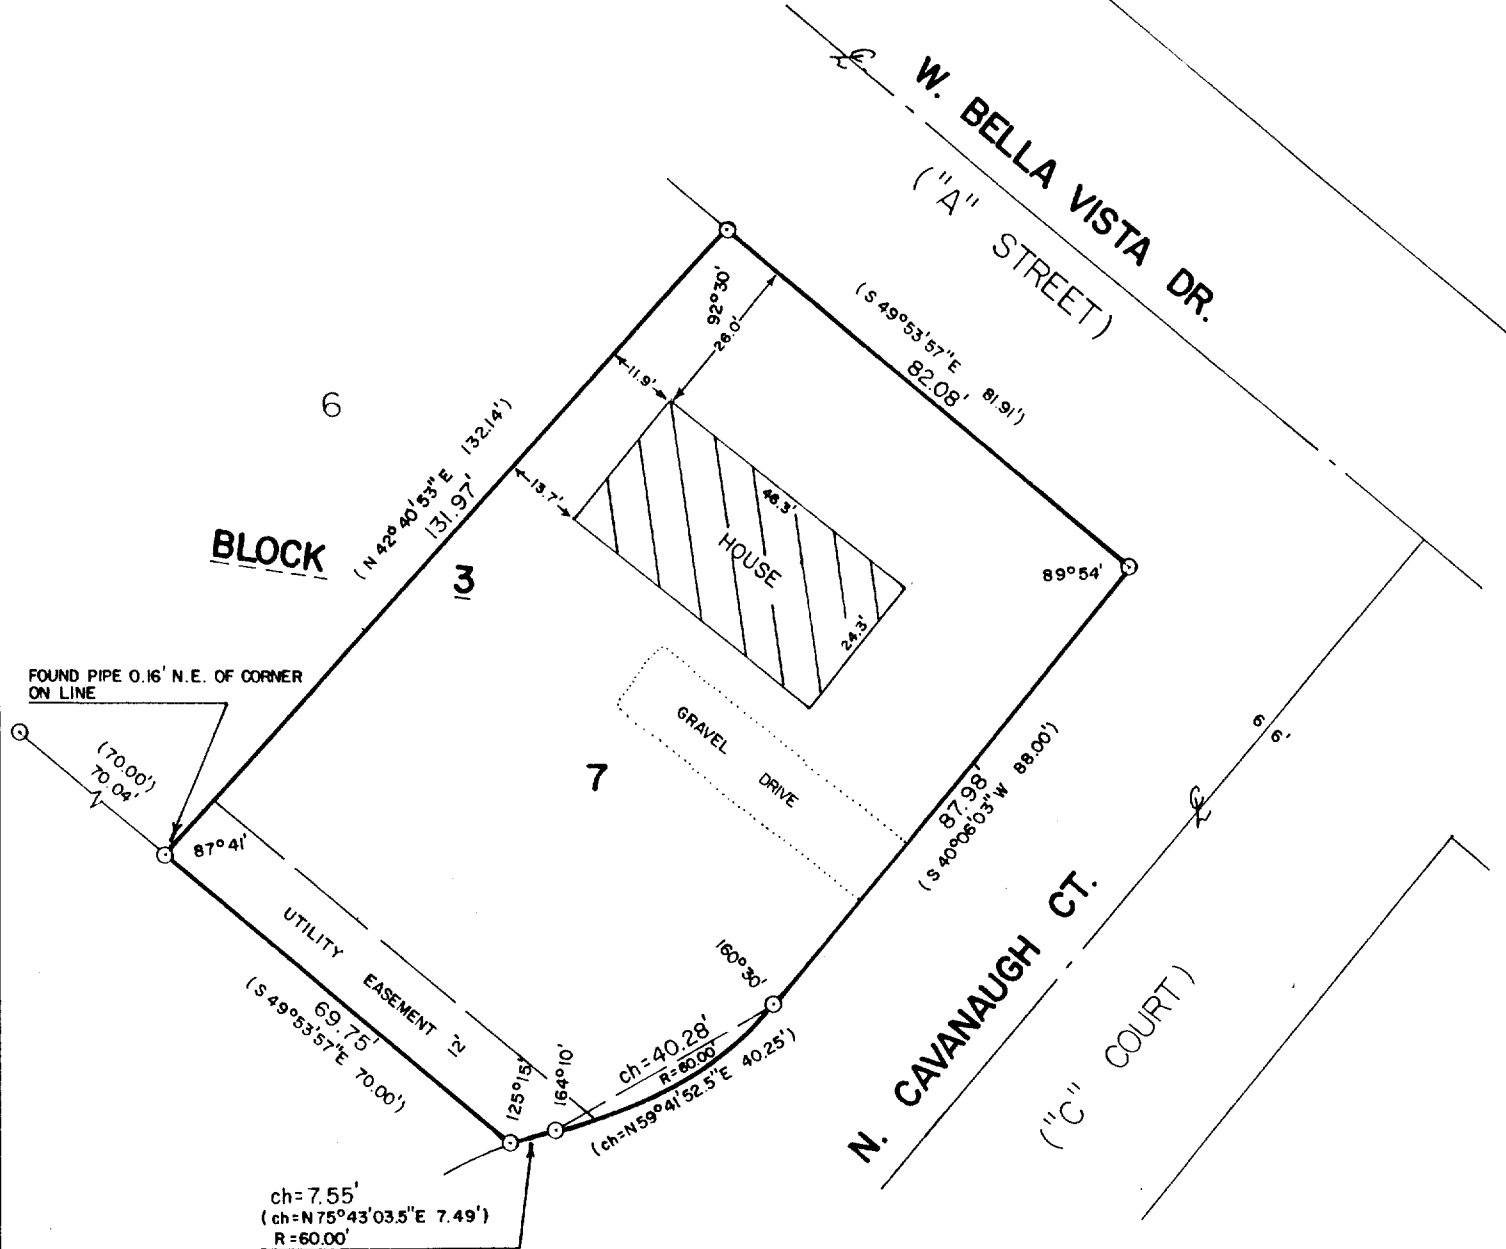 ℄
W. BELLA VISTA DR.
("A" STREET)
92°30'
26.0'
(S 49°53'57"E 81.91')
82.08'
11.9'
6
(N 42°40'53"E 132.14')
131.97'
13.7'
46.3'
HOUSE
24.3'
BLOCK 3
89°54'
FOUND PIPE 0.16' N.E. OF CORNER
ON LINE
(70.00')
70.04'
87°41'
GRAVEL DRIVE
7
66'
℄
87.98'
(S 40°06'03"W 88.00')
N. CAVANAUGH CT.
("C" COURT)
UTILITY EASEMENT
69.75'
(S 49°53'57"E 70.00')
160°30'
125°15'
164°10'
ch=40.28'
R=60.00'
(ch=N59°41'52.5"E 40.25')
ch=7.55'
(ch=N75°43'03.5"E 7.49')
R=60.00'